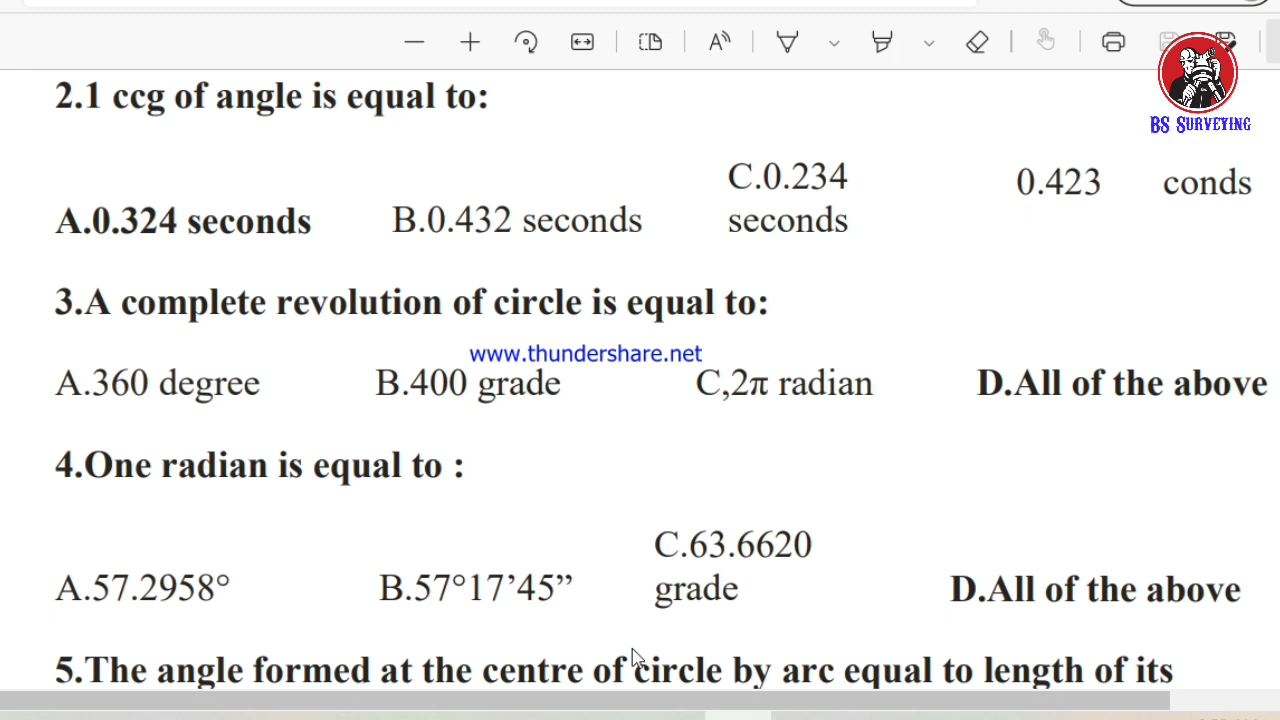 BS SURVEYING
2.1 ccg of angle is equal to:
C.0.234 0.423 conds
A.0.324 seconds B.0.432 seconds seconds
3.A complete revolution of circle is equal to:
www.thundershare.net
A.360 degree B.400 grade C,2π radian D.All of the above
4.One radian is equal to :
C.63.6620
A.57.2958° B.57°17’45” grade D.All of the above
5.The angle formed at the centre of circle by arc equal to length of its